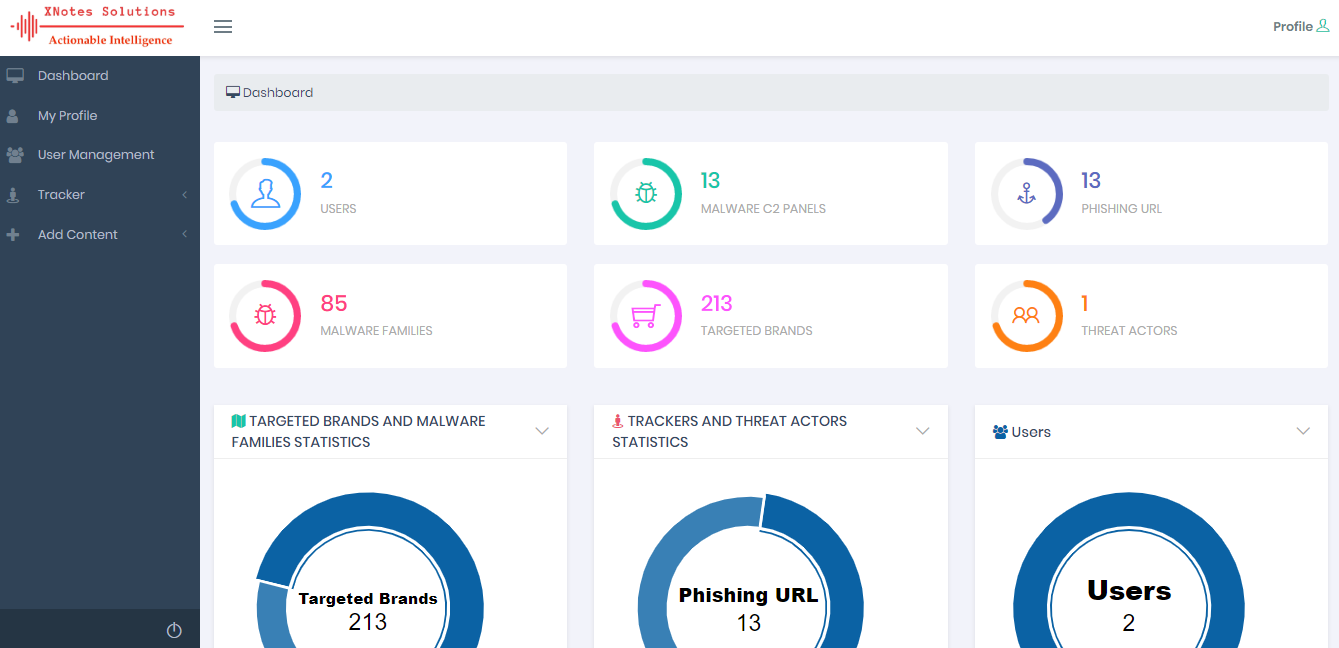 XNotes Solutions
Actionable Intelligence
Profile
Dashboard
My Profile
User Management
Tracker
Add Content
Dashboard
2
USERS
13
MALWARE C2 PANELS
13
PHISHING URL
85
MALWARE FAMILIES
213
TARGETED BRANDS
1
THREAT ACTORS
TARGETED BRANDS AND MALWARE
FAMILIES STATISTICS
TRACKERS AND THREAT ACTORS
STATISTICS
Users
Targeted Brands
213
Phishing URL
13
Users
2